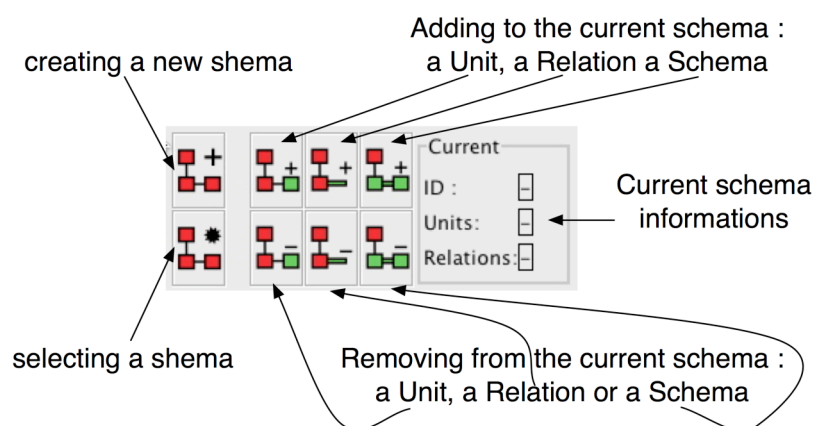 Adding to the current schema :
creating a new shema
a Unit, a Relation a Schema
Current
ID : –
Units: –
Relations: –
Current schema
informations
selecting a shema
Removing from the current schema :
a Unit, a Relation or a Schema